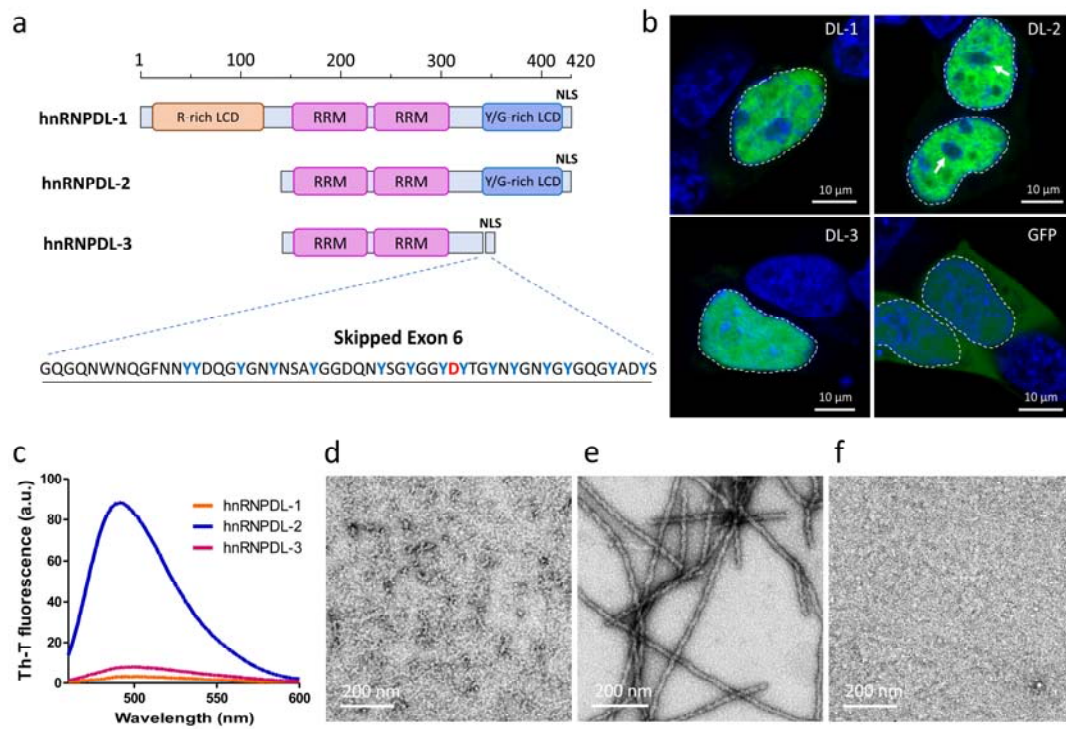 a
1 100 200 300 400 420
NLS
hnRNPDL-1 R-rich LCD RRM RRM Y/G-rich LCD
NLS
hnRNPDL-2 RRM RRM Y/G-rich LCD
NLS
hnRNPDL-3 RRM RRM
Skipped Exon 6
GQGQNWNQGFNNYYDQGYGNYNSAYGGDQNYSGYGGYDYTGYNYGNYGYGQGYADYS
b
DL-1
10 µm
DL-2
10 µm
DL-3
10 µm
GFP
10 µm
c
Th-T fluorescence (a.u.)
100
80
60
40
20
0
500 550 600
Wavelength (nm)
hnRNPDL-1
hnRNPDL-2
hnRNPDL-3
d
200 nm
e
200 nm
f
200 nm